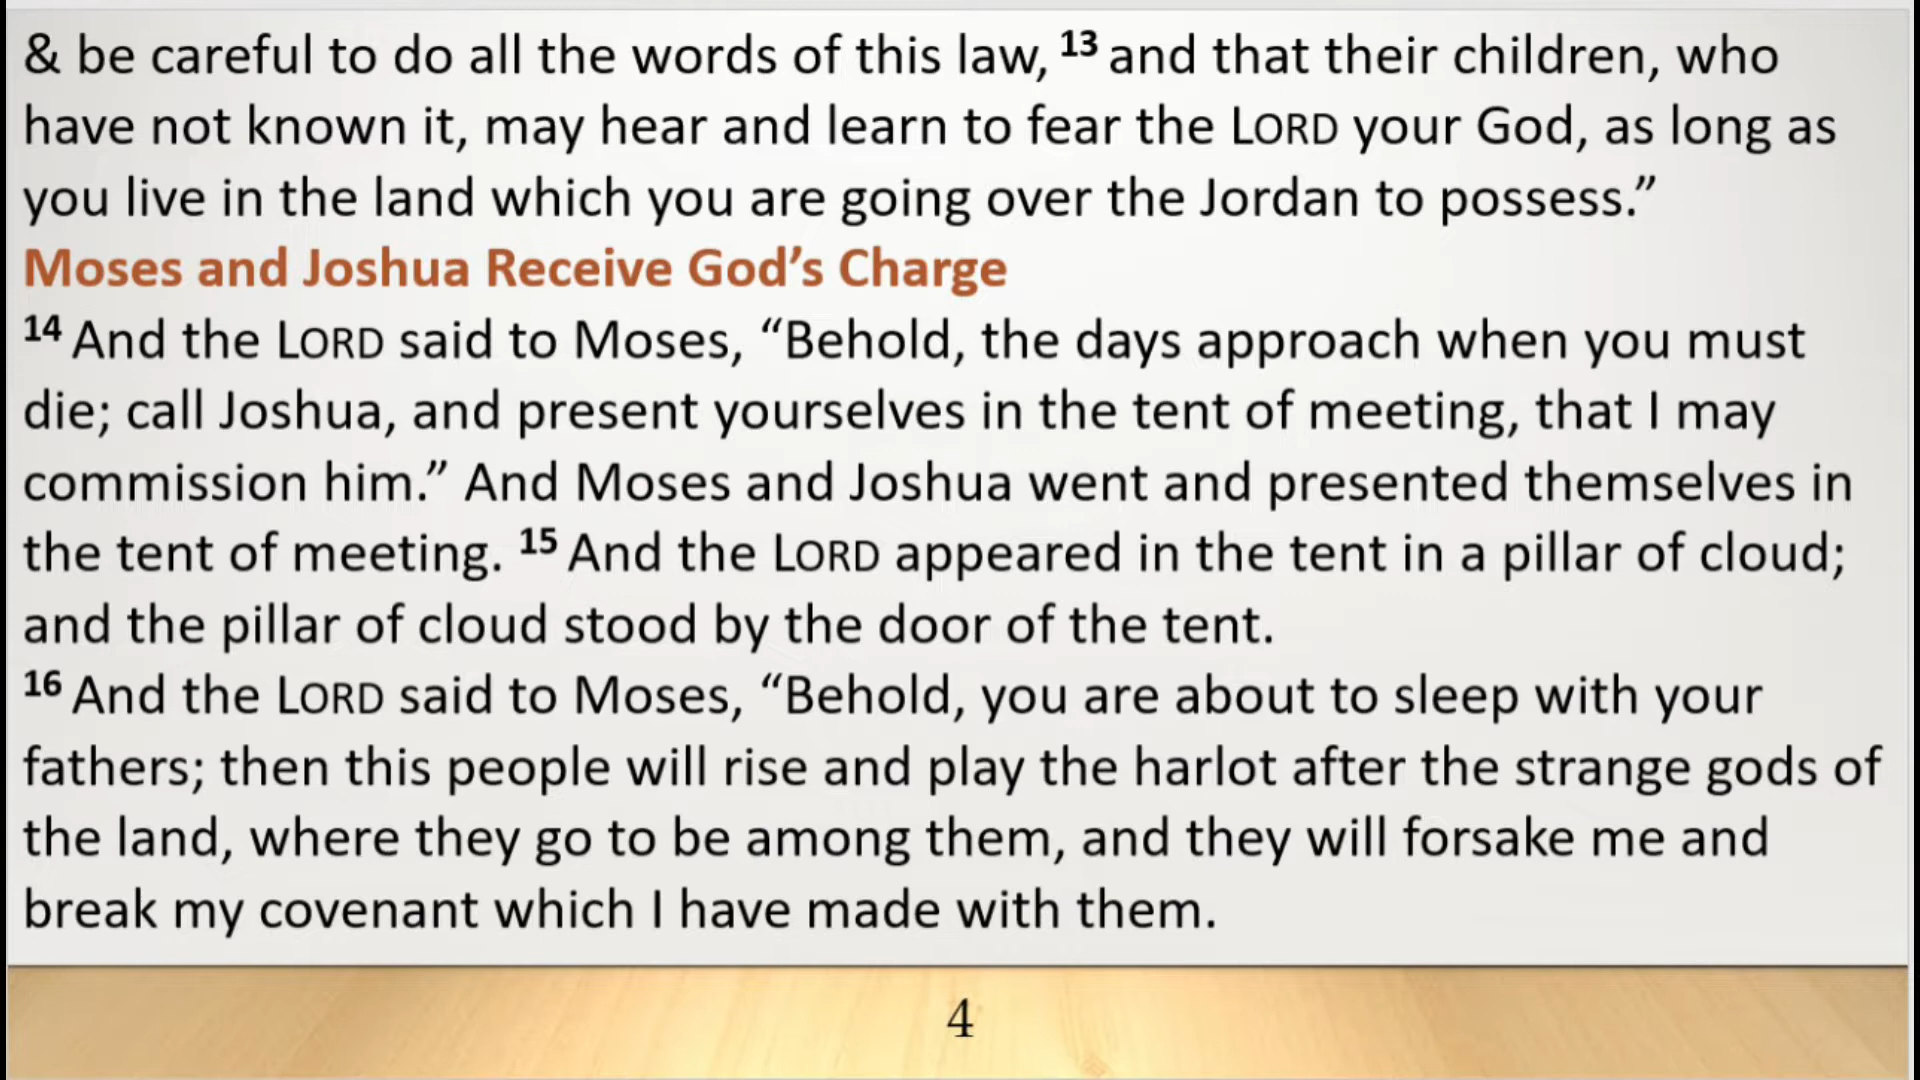 & be careful to do all the words of this law, 13 and that their children, who
have not known it, may hear and learn to fear the LORD your God, as long as
you live in the land which you are going over the Jordan to possess.”
Moses and Joshua Receive God’s Charge
14 And the LORD said to Moses, “Behold, the days approach when you must
die; call Joshua, and present yourselves in the tent of meeting, that I may
commission him.” And Moses and Joshua went and presented themselves in
the tent of meeting. 15 And the LORD appeared in the tent in a pillar of cloud;
and the pillar of cloud stood by the door of the tent.
16 And the LORD said to Moses, “Behold, you are about to sleep with your
fathers; then this people will rise and play the harlot after the strange gods of
the land, where they go to be among them, and they will forsake me and
break my covenant which I have made with them.
4